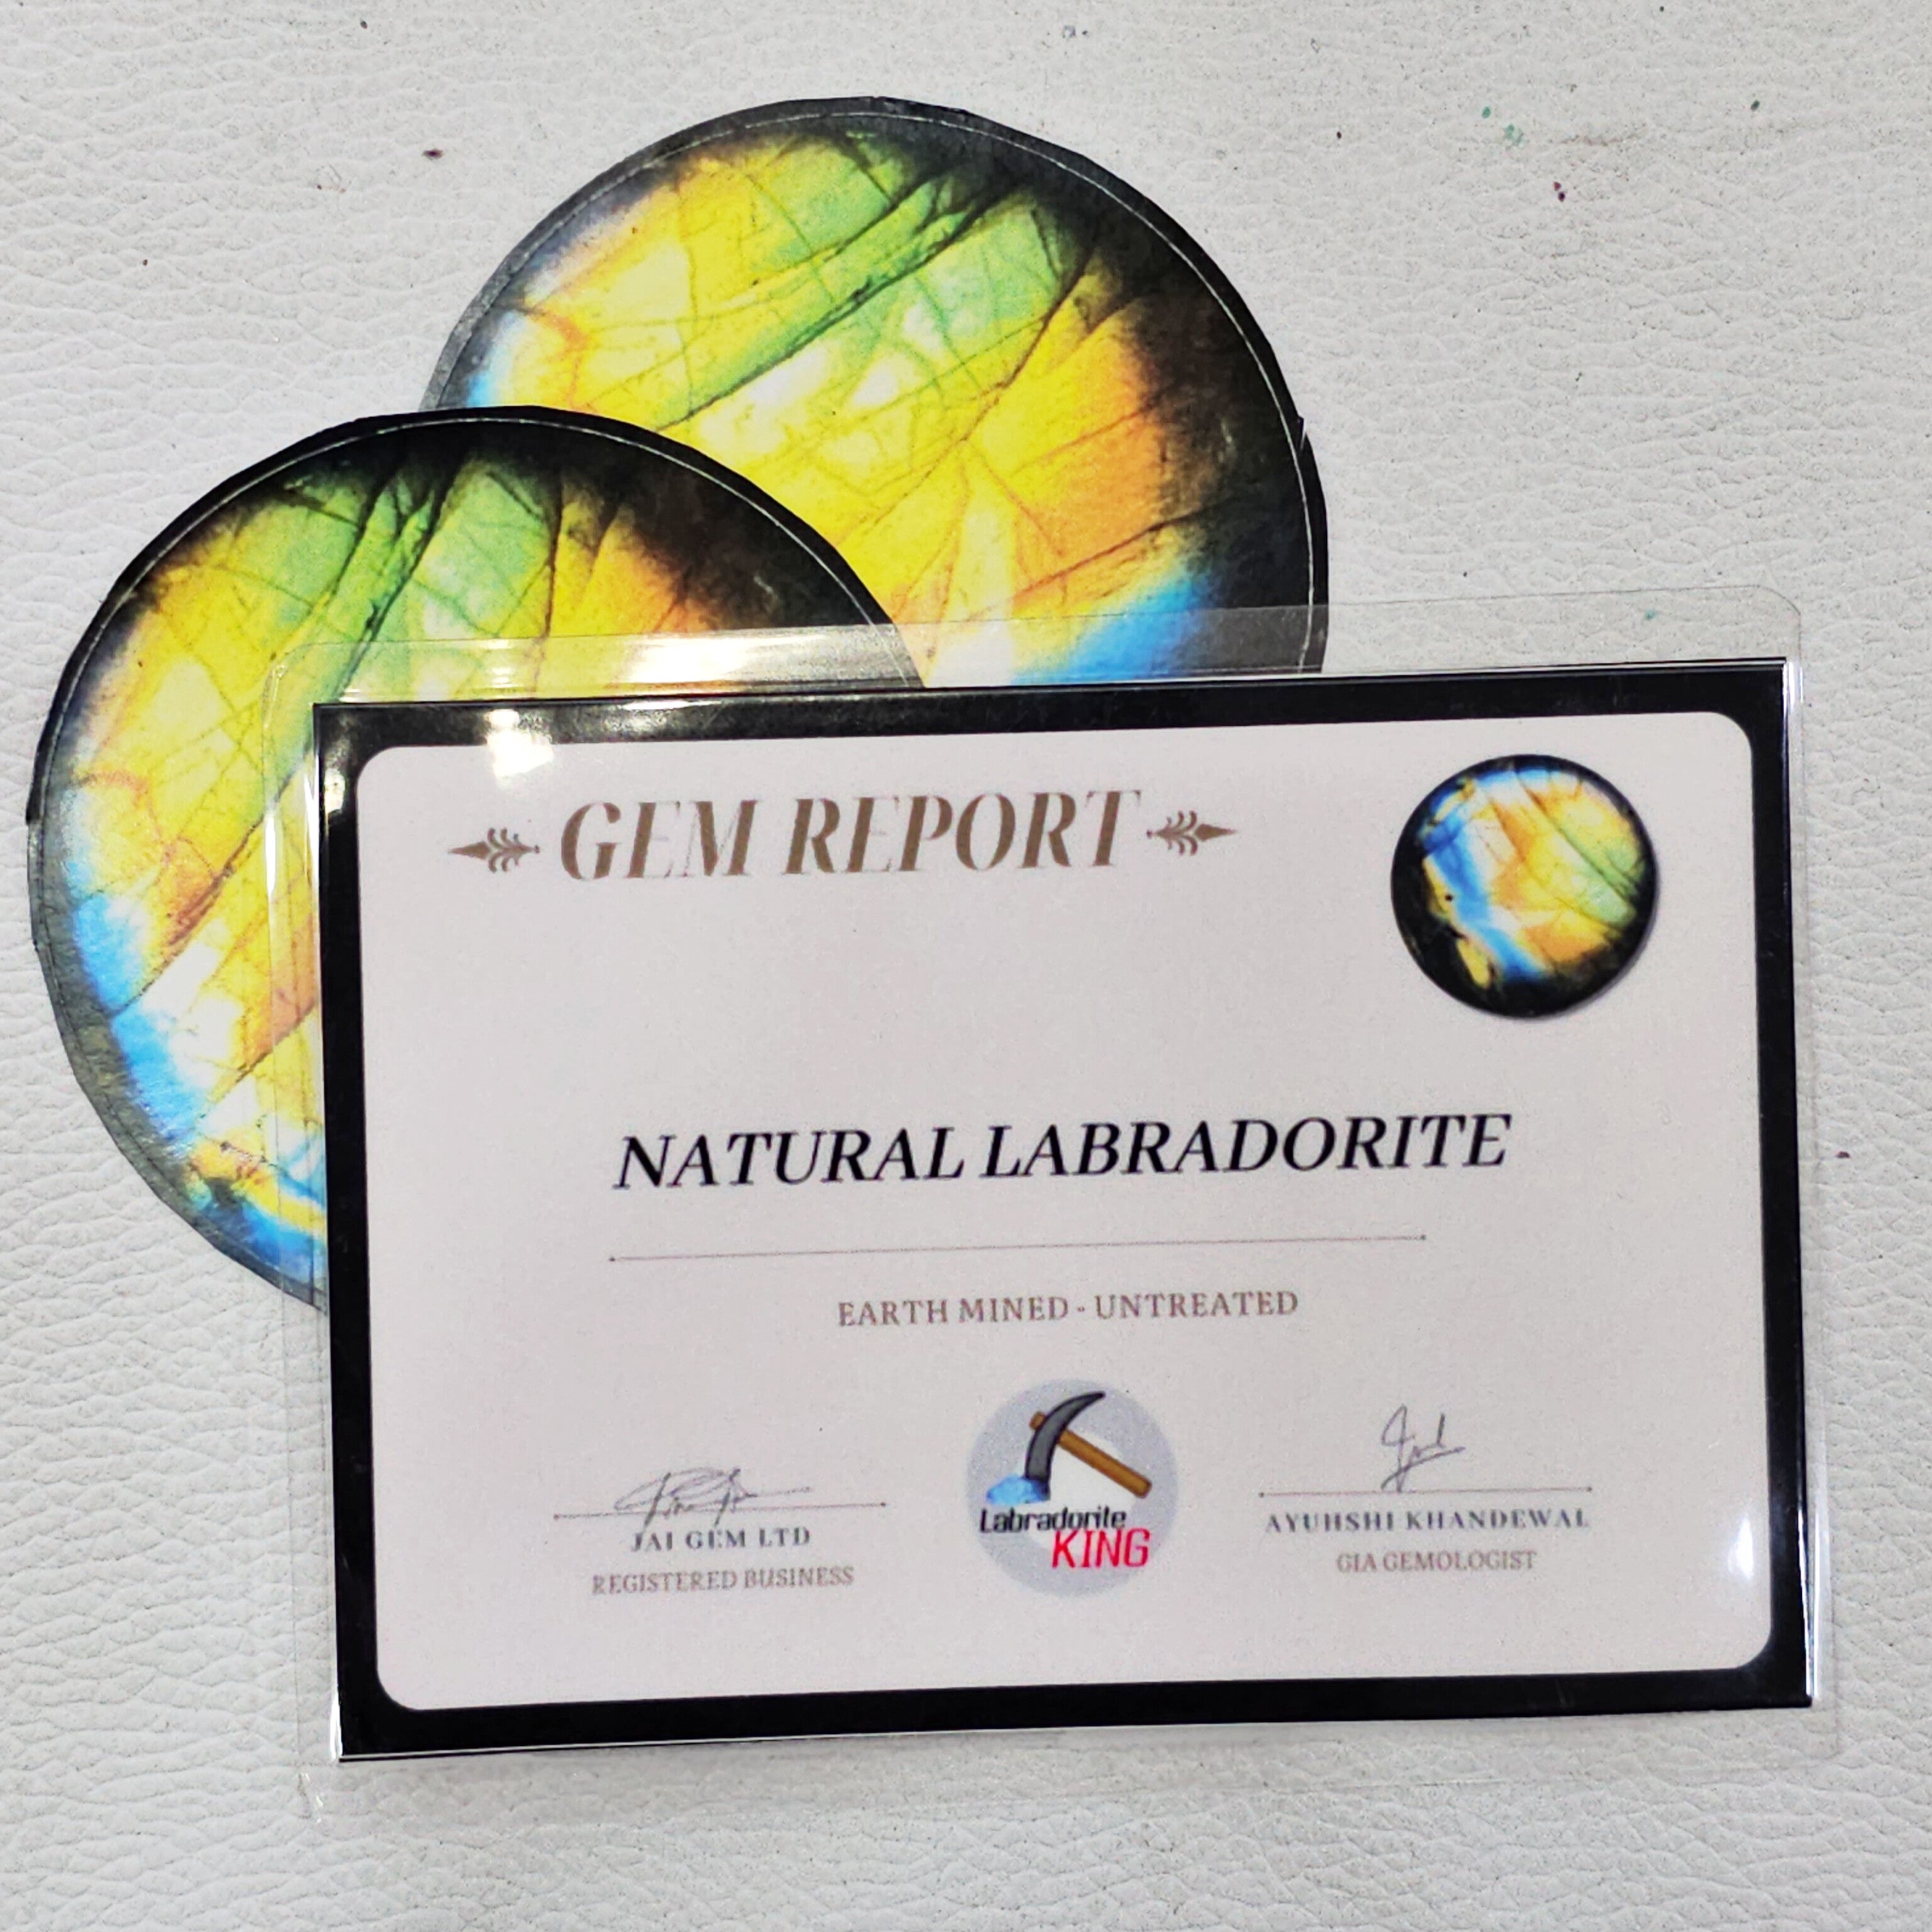 GEM REPORT
NATURAL LABRADORITE
EARTH MINED - UNTREATED
JAI GEM LTD
REGISTERED BUSINESS
Labradorite
KING
AYUHSHI KHANDEWAL
GIA GEMOLOGIST